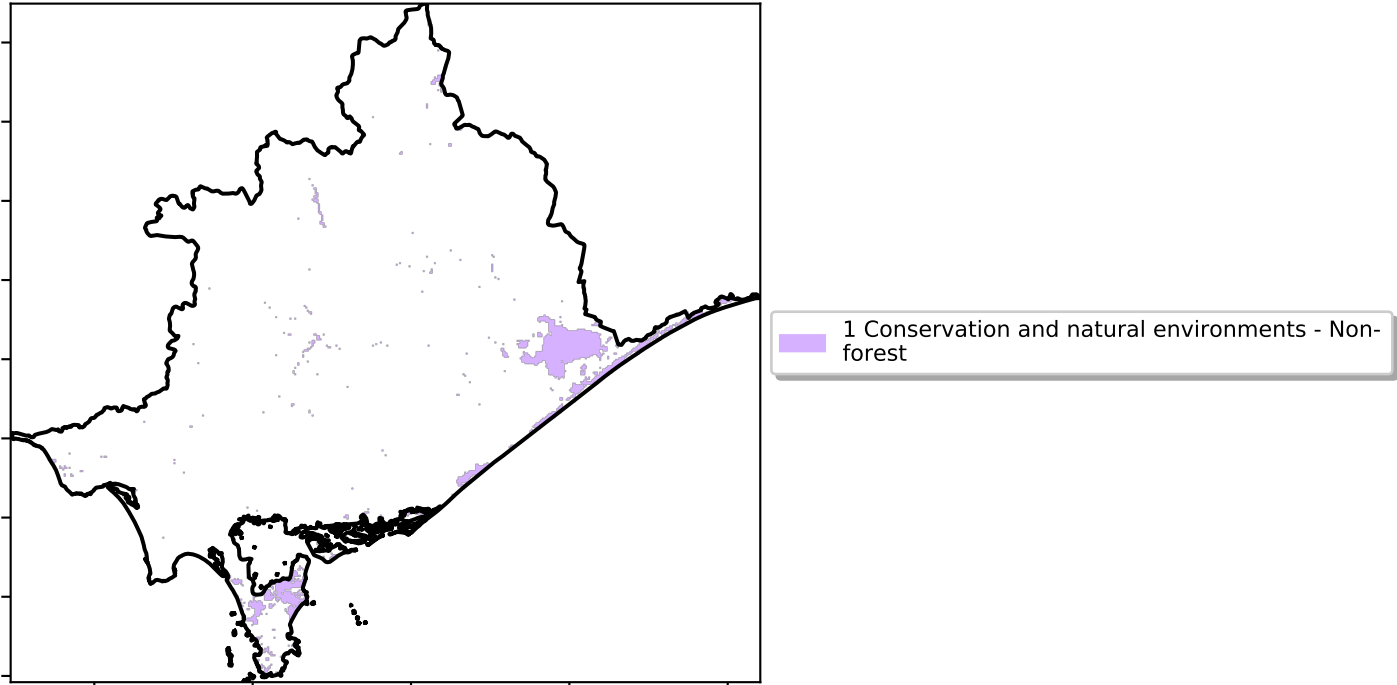 1 Conservation and natural environments - Non-
forest